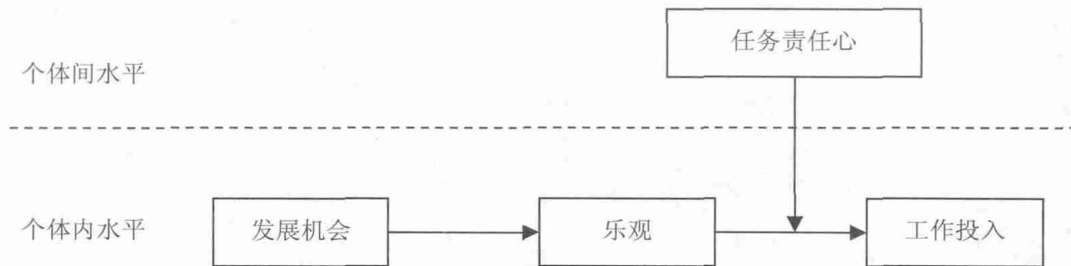 任务责任心
个体间水平
个体内水平
发展机会
乐观
工作投入